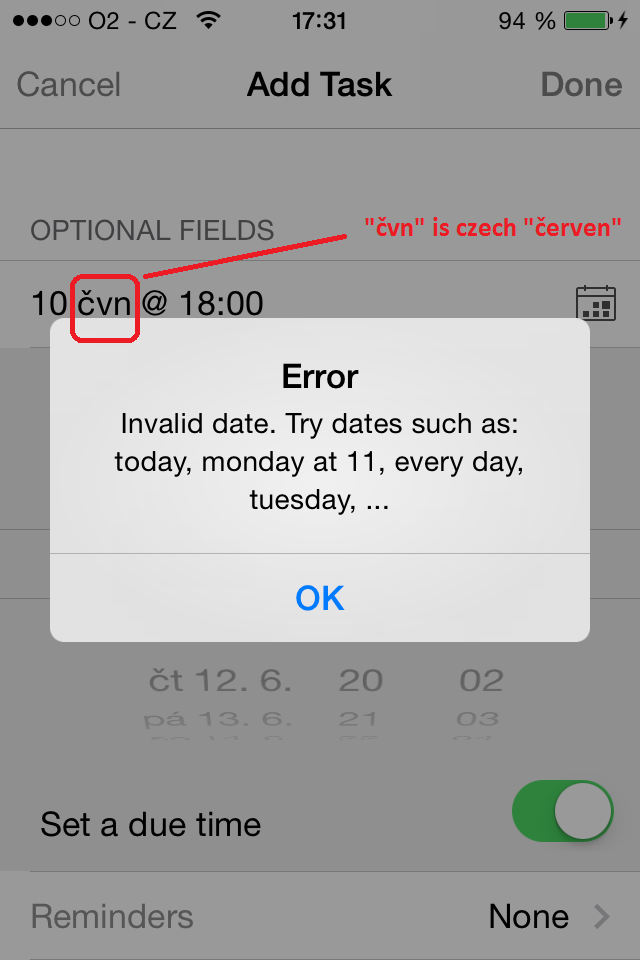 O2 - CZ 17:31 94 %
Cancel Add Task Done
OPTIONAL FIELDS
"čvn" is czech "červen"
10 čvn @ 18:00
Error
Invalid date. Try dates such as:
today, monday at 11, every day,
tuesday, ...
OK
čt 12. 6. 20 02
pá 13. 6. 21 03
Set a due time
Reminders None